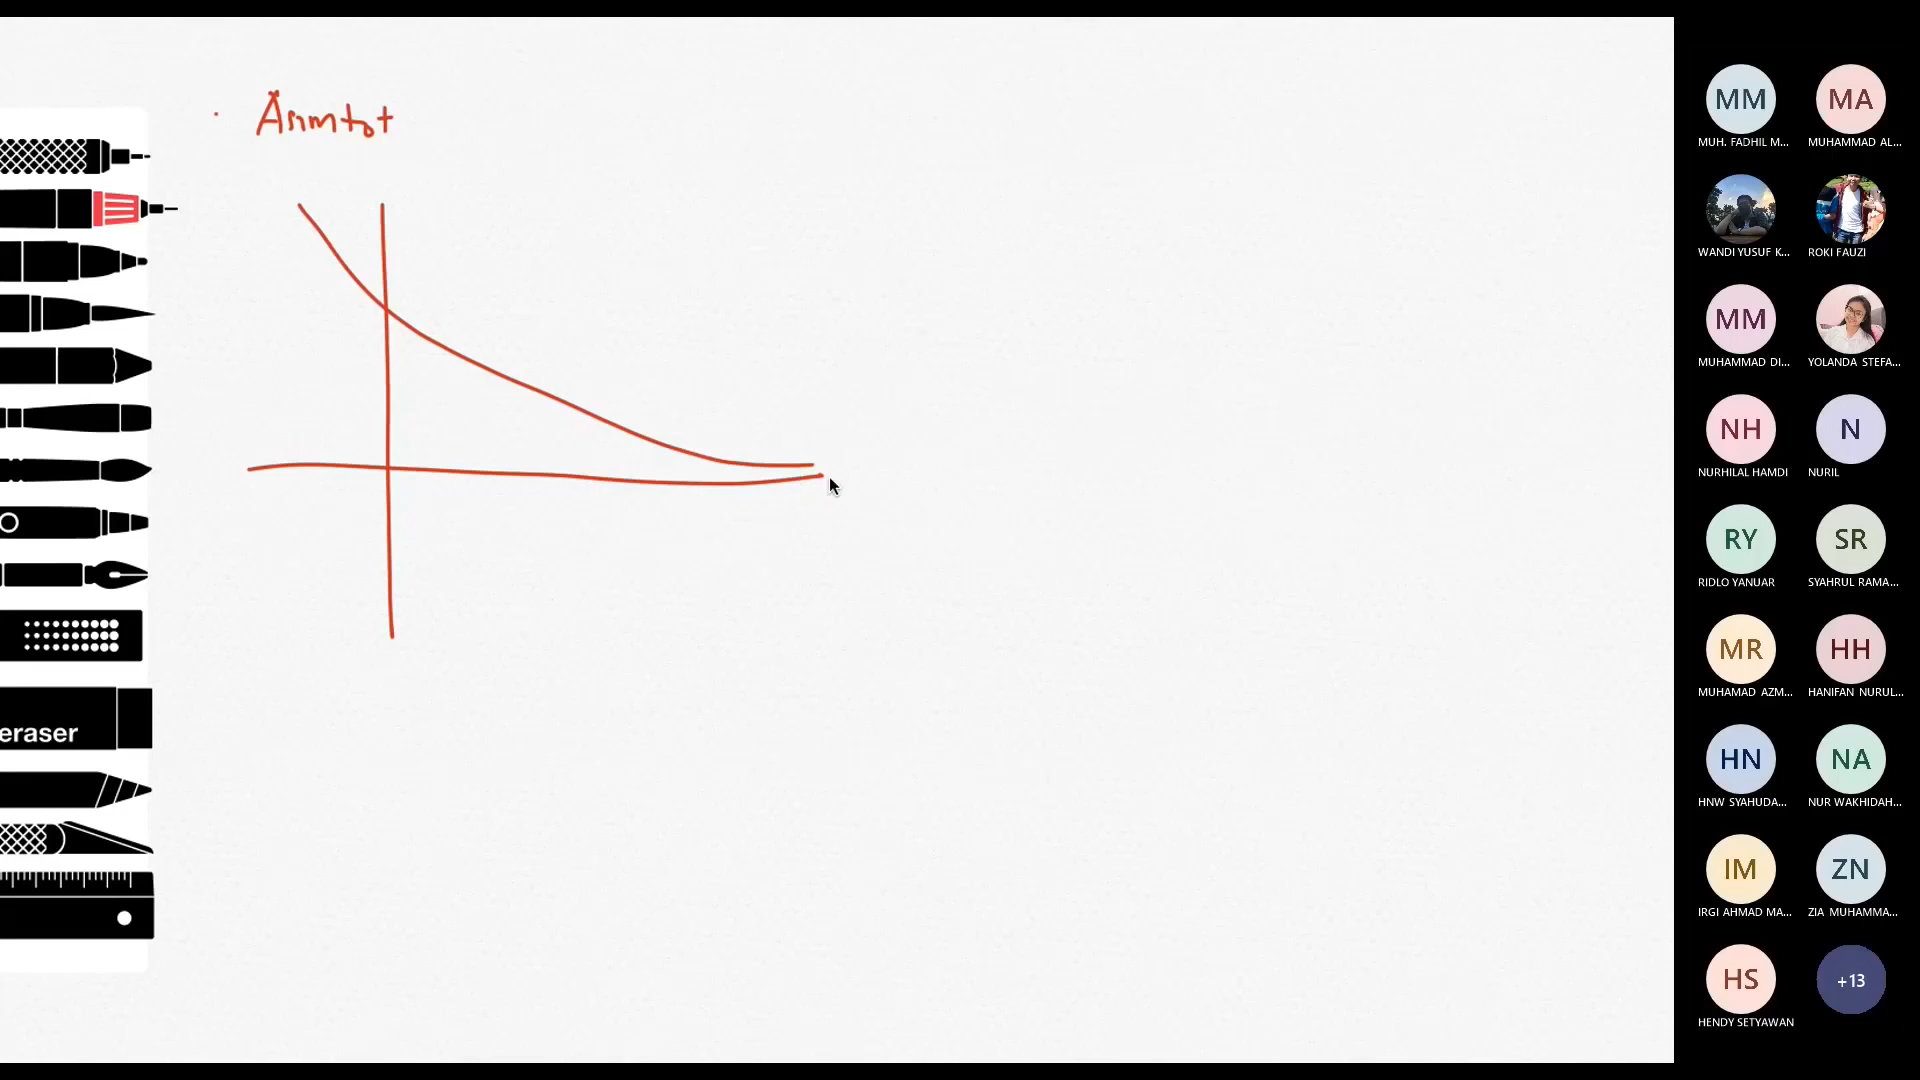 · Asimtot
eraser
MM
MUH. FADHIL M...
MA
MUHAMMAD AL...
WANDI YUSUF K...
ROKI FAUZI
MM
MUHAMMAD DI...
YOLANDA STEFA...
NH
NURHILAL HAMDI
N
NURIL
RY
RIDLO YANUAR
SR
SYAHRUL RAMA...
MR
MUHAMAD AZM...
HH
HANIFAN NURUL...
HN
HNW SYAHUDA...
NA
NUR WAKHIDAH...
IM
IRGI AHMAD MA...
ZN
ZIA MUHAMMA...
HS
HENDY SETYAWAN
+13